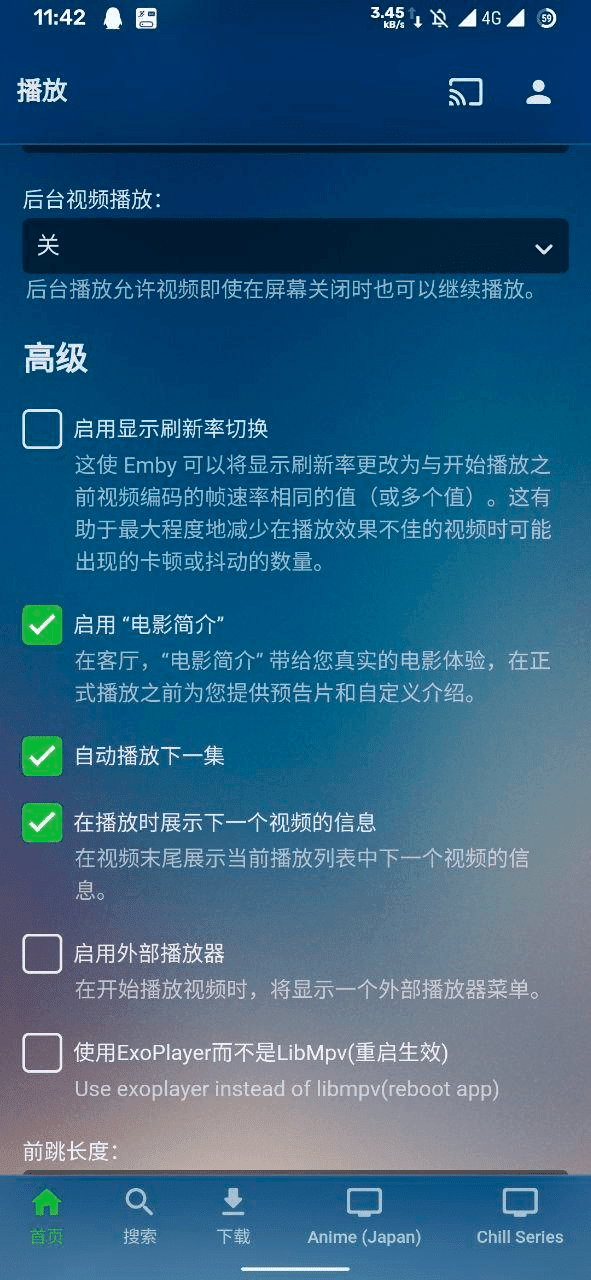 11:42
3.45
kB/s
4G
59
播放
后台视频播放：
关
后台播放允许视频即使在屏幕关闭时也可以继续播放。
高级
启用显示刷新率切换
这使 Emby 可以将显示刷新率更改为与开始播放之
前视频编码的帧速率相同的值（或多个值）。这有
助于最大程度地减少在播放效果不佳的视频时可能
出现的卡顿或抖动的数量。
启用 “电影简介”
在客厅，“电影简介” 带给您真实的电影体验，在正
式播放之前为您提供预告片和自定义介绍。
自动播放下一集
在播放时展示下一个视频的信息
在视频末尾展示当前播放列表中下一个视频的信
息。
启用外部播放器
在开始播放视频时，将显示一个外部播放器菜单。
使用ExoPlayer而不是LibMpv(重启生效)
Use exoplayer instead of libmpv(reboot app)
前跳长度：
首页
搜索
下载
Anime (Japan)
Chill Series